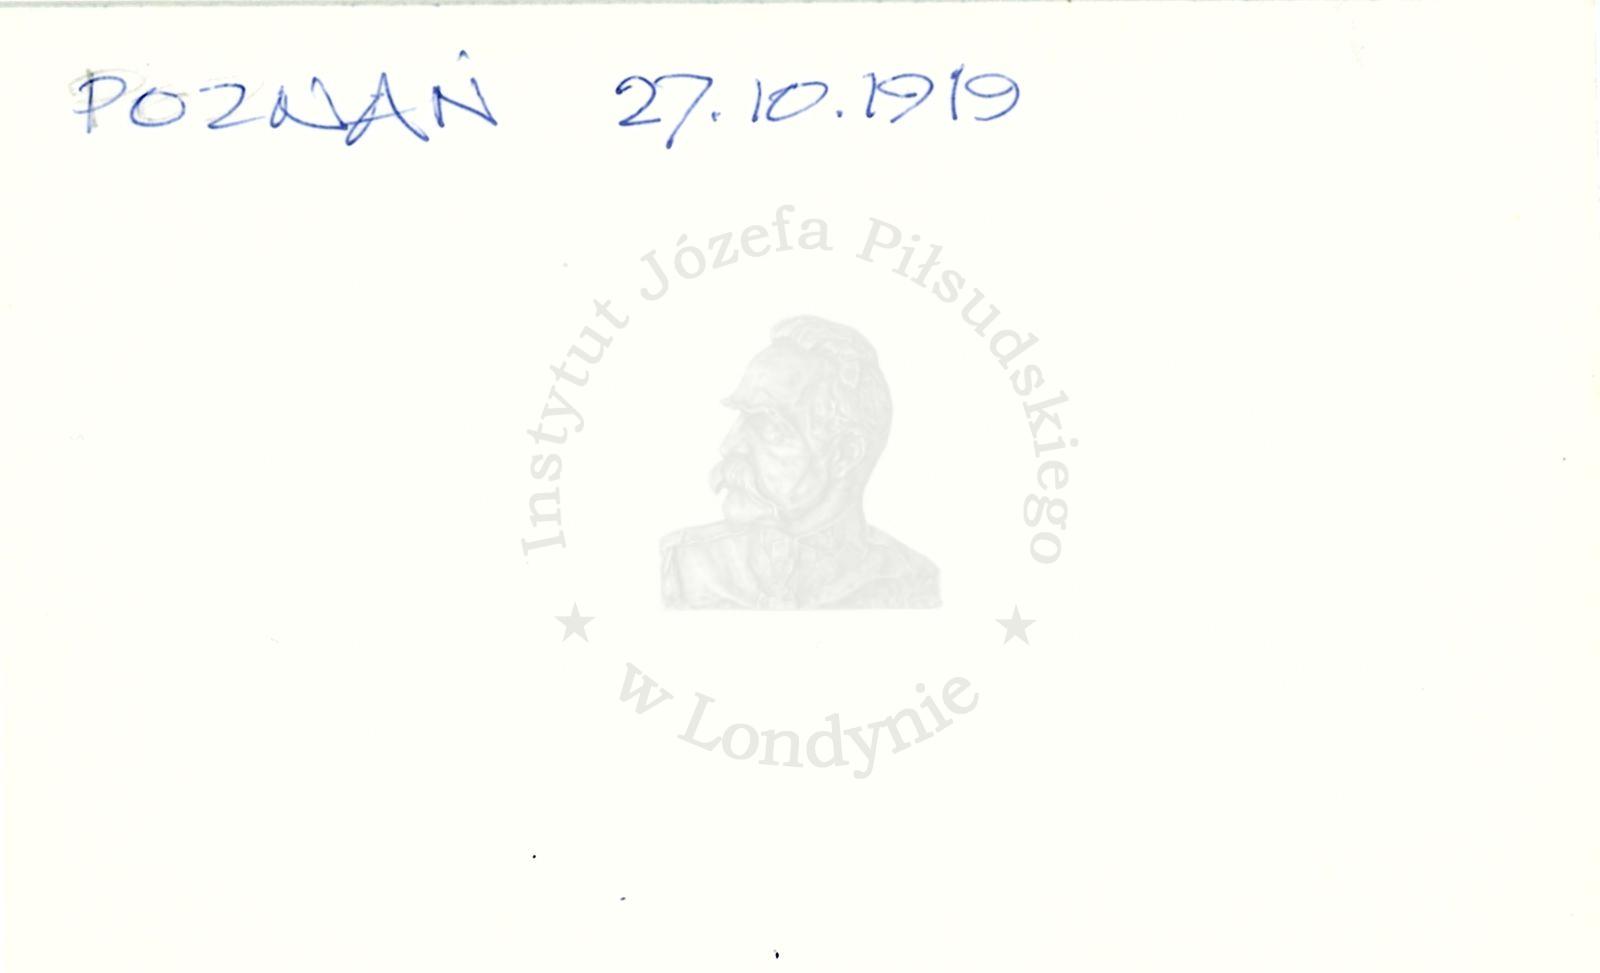 POZNAŃ 27.10.1919
Instytut Józefa Piłsudskiego
★ ★
w Londynie